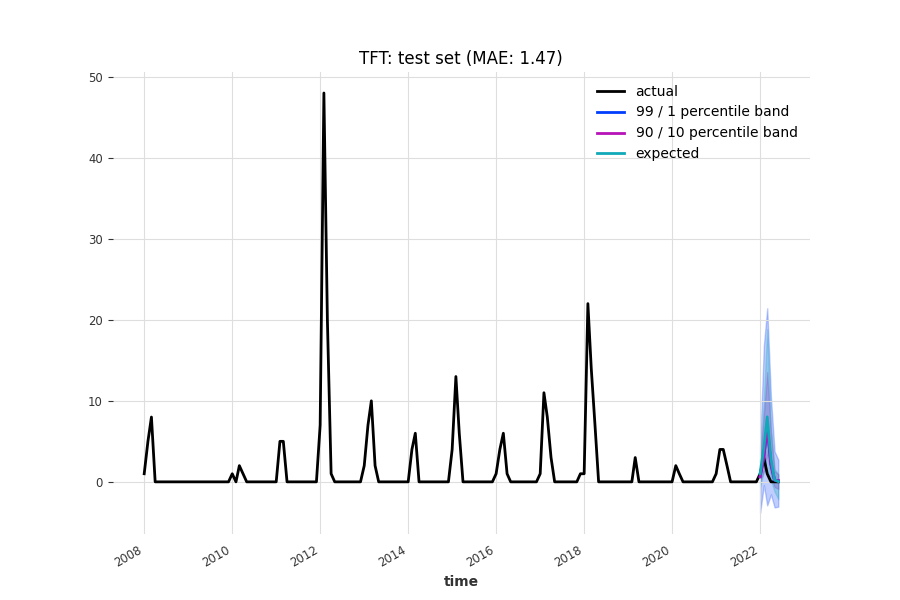 TFT: test set (MAE: 1.47)
actual
99 / 1 percentile band
90 / 10 percentile band
expected
50
40
30
20
10
0
2008
2010
2012
2014
2016
2018
2020
2022
time